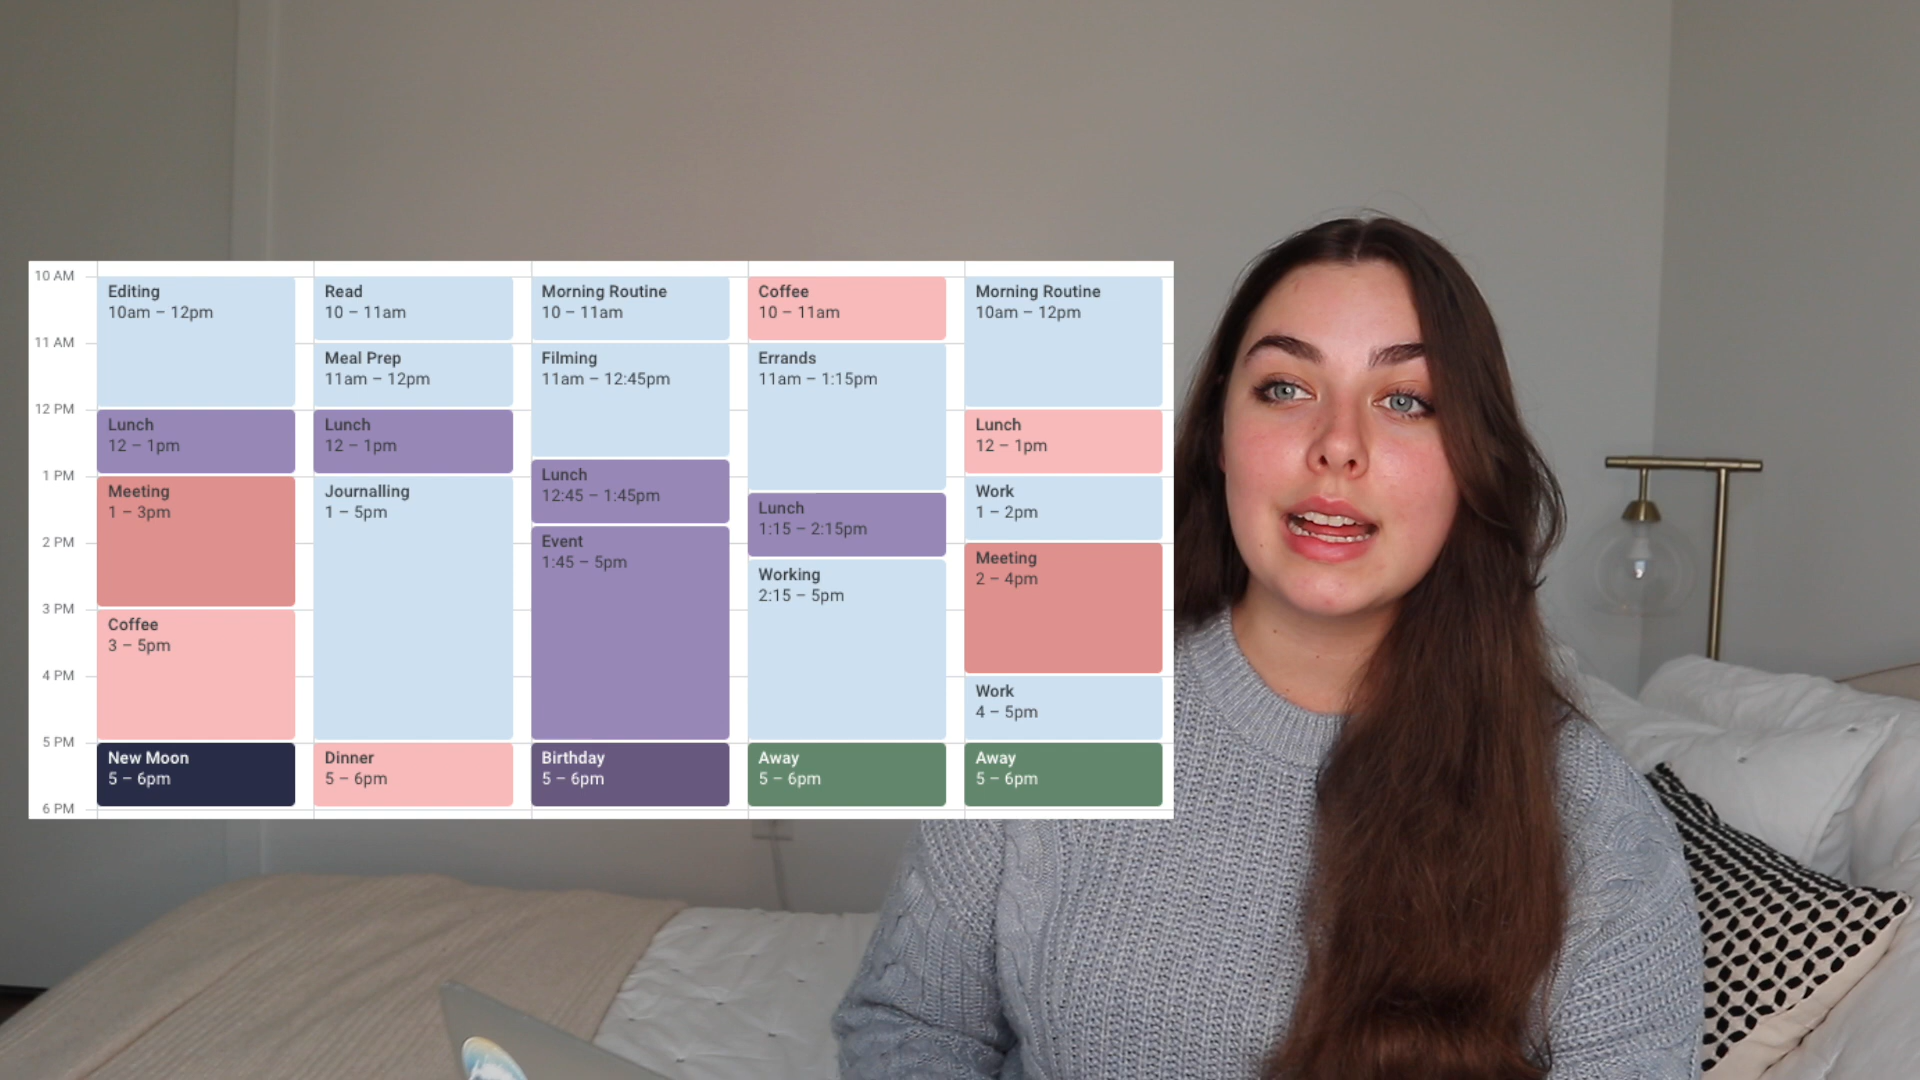 10 AM
11 AM
12 PM
1 PM
2 PM
3 PM
4 PM
5 PM
6 PM
Editing
10am – 12pm
Lunch
12 – 1pm
Meeting
1 – 3pm
Coffee
3 – 5pm
New Moon
5 – 6pm
Read
10 – 11am
Meal Prep
11am – 12pm
Lunch
12 – 1pm
Journalling
1 – 5pm
Dinner
5 – 6pm
Morning Routine
10 – 11am
Filming
11am – 12:45pm
Lunch
12:45 – 1:45pm
Event
1:45 – 5pm
Birthday
5 – 6pm
Coffee
10 – 11am
Errands
11am – 1:15pm
Lunch
1:15 – 2:15pm
Working
2:15 – 5pm
Away
5 – 6pm
Morning Routine
10am – 12pm
Lunch
12 – 1pm
Work
1 – 2pm
Meeting
2 – 4pm
Work
4 – 5pm
Away
5 – 6pm